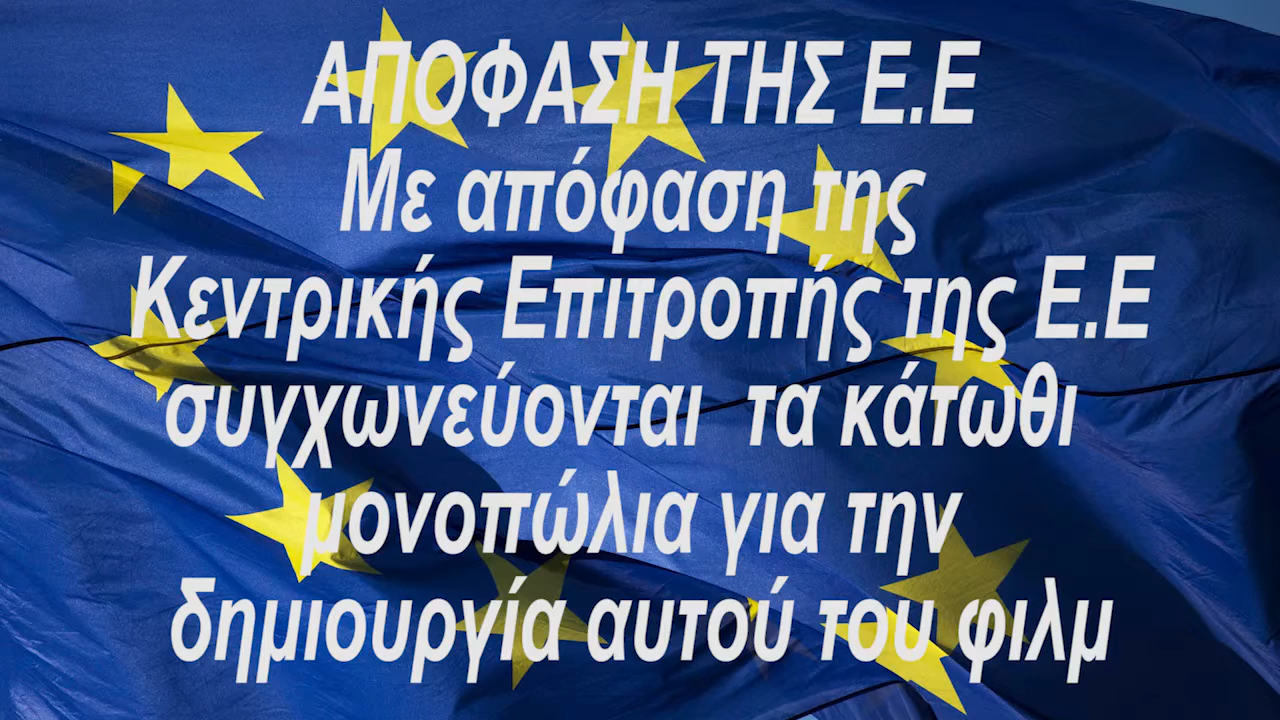 ΑΠΟΦΑΣΗ ΤΗΣ Ε.Ε
Με απόφαση της
Κεντρικής Επιτροπής της Ε.Ε
συγχωνεύονται τα κάτωθι
μονοπώλια για την
δημιουργία αυτού του φιλμ